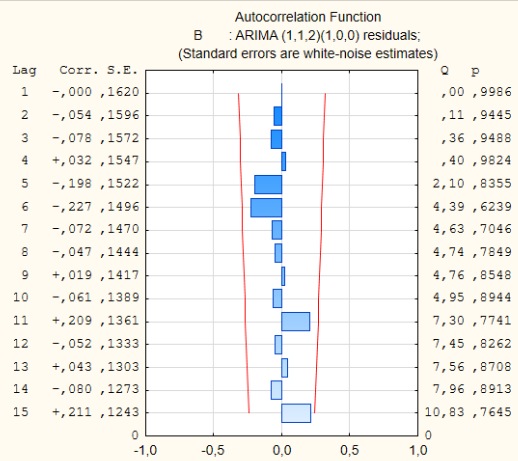 Autocorrelation Function
B : ARIMA (1,1,2)(1,0,0) residuals;
(Standard errors are white-noise estimates)
Lag Corr. S.E. Q p
1 -,000 ,1620 ,00 ,9986
2 -,054 ,1596 ,11 ,9445
3 -,078 ,1572 ,36 ,9488
4 +,032 ,1547 ,40 ,9824
5 -,198 ,1522 2,10 ,8355
6 -,227 ,1496 4,39 ,6239
7 -,072 ,1470 4,63 ,7046
8 -,047 ,1444 4,74 ,7849
9 +,019 ,1417 4,76 ,8548
10 -,061 ,1389 4,95 ,8944
11 +,209 ,1361 7,30 ,7741
12 -,052 ,1333 7,45 ,8262
13 +,043 ,1303 7,56 ,8708
14 -,080 ,1273 7,96 ,8913
15 +,211 ,1243 10,83 ,7645
0 0
-1,0 -0,5 0,0 0,5 1,0